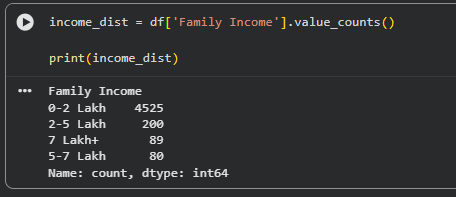 income_dist = df['Family Income'].value_counts()
print(income_dist)
Family Income
0-2 Lakh    4525
2-5 Lakh     200
7 Lakh+       89
5-7 Lakh      80
Name: count, dtype: int64